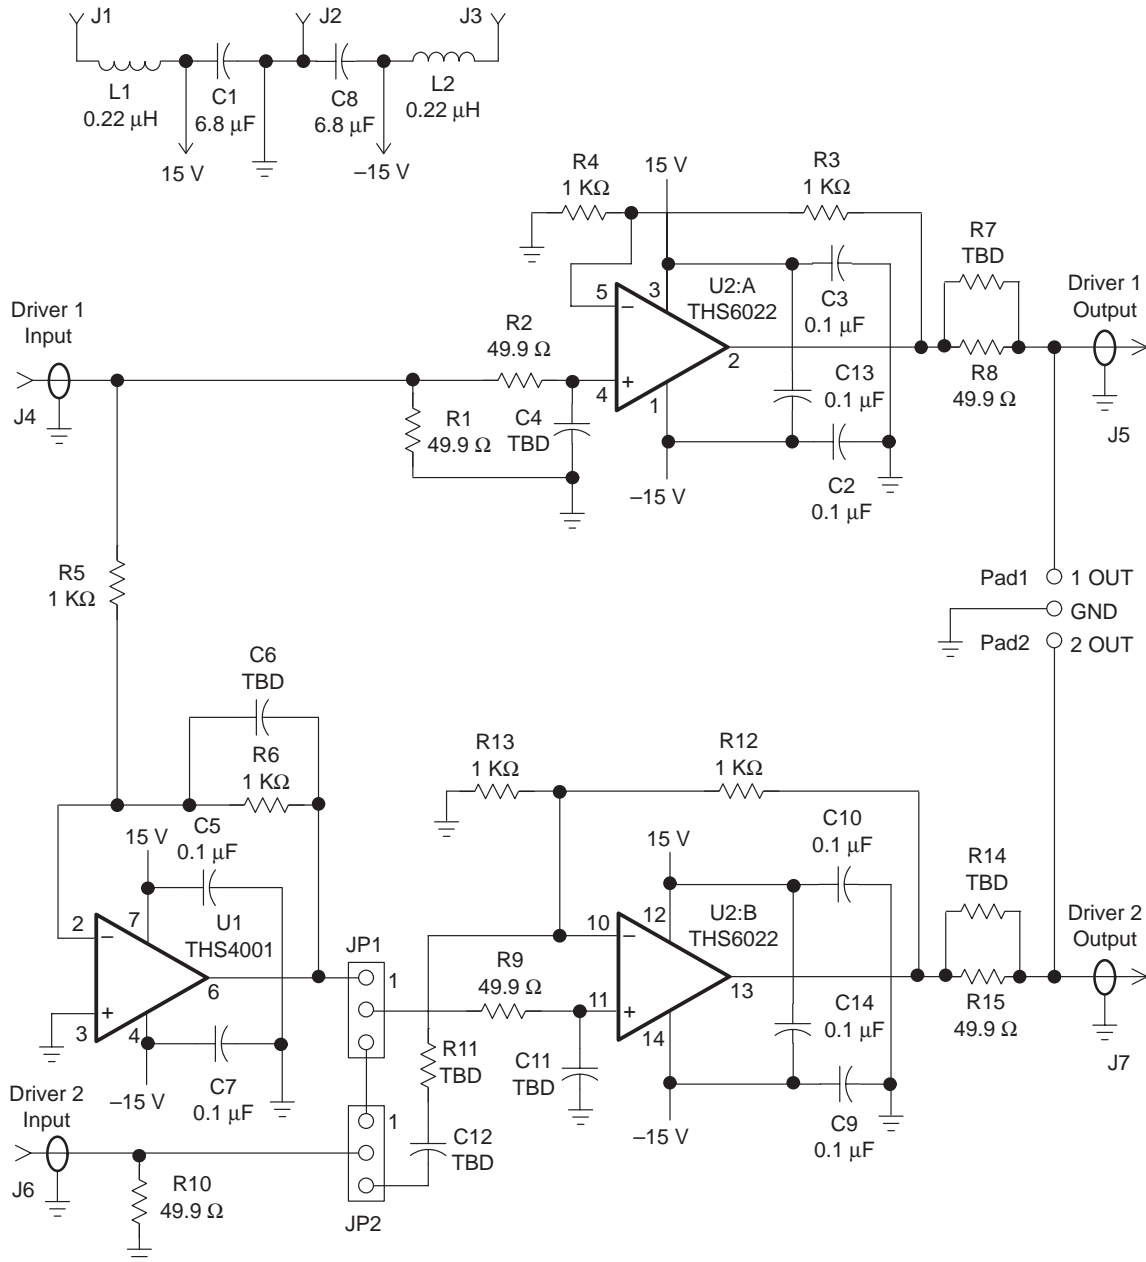 J1
J2
J3
L1
0.22 μH
C1
6.8 μF
C8
6.8 μF
L2
0.22 μH
15 V
–15 V
R4
1 KΩ
15 V
R3
1 KΩ
R7
TBD
Driver 1
Input
J4
R2
49.9 Ω
R1
49.9 Ω
C4
TBD
5
3
4
1
2
U2:A
THS6022
C3
0.1 μF
C13
0.1 μF
C2
0.1 μF
–15 V
R8
49.9 Ω
Driver 1
Output
J5
R5
1 KΩ
Pad1
1 OUT
GND
Pad2
2 OUT
C6
TBD
R6
1 KΩ
C5
0.1 μF
15 V
2
7
3
4
6
U1
THS4001
C7
0.1 μF
–15 V
JP1
1
R13
1 KΩ
R12
1 KΩ
R9
49.9 Ω
R11
TBD
C11
TBD
C12
TBD
15 V
10
12
11
14
13
U2:B
THS6022
C10
0.1 μF
C14
0.1 μF
C9
0.1 μF
–15 V
R14
TBD
R15
49.9 Ω
Driver 2
Output
J7
Driver 2
Input
J6
R10
49.9 Ω
1
JP2